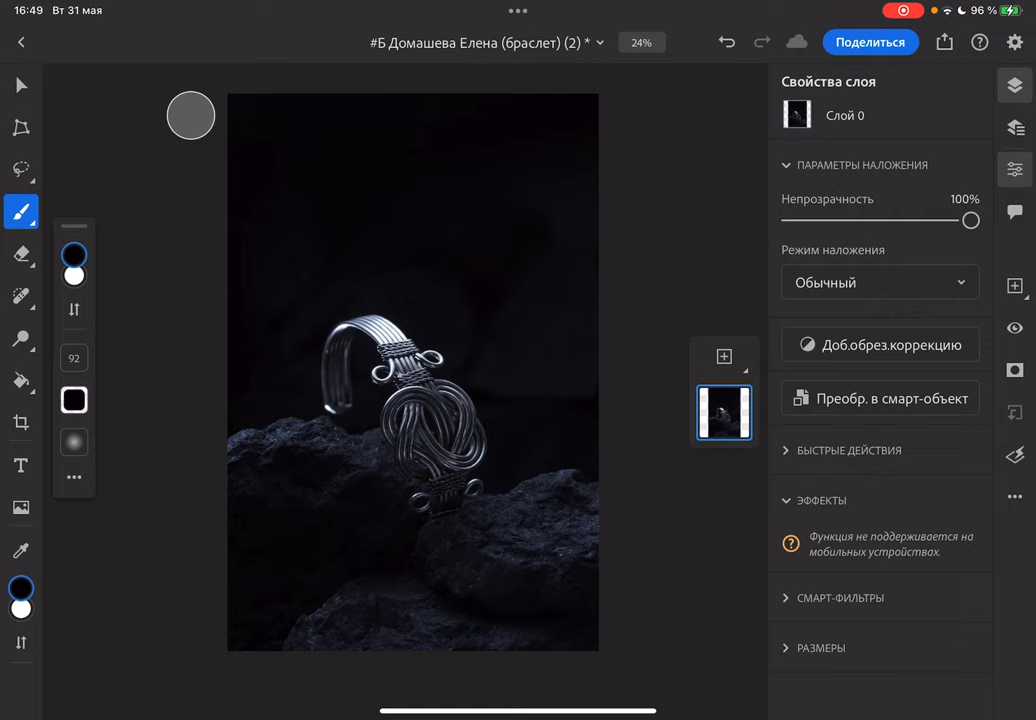 16:49 Вт 31 мая
96 %
#Б Домашева Елена (браслет) (2) *
24%
Поделиться
Свойства слоя
Слой 0
ПАРАМЕТРЫ НАЛОЖЕНИЯ
Непрозрачность 100%
Режим наложения
Обычный
Доб.обрез.коррекцию
Преобр. в смарт-объект
БЫСТРЫЕ ДЕЙСТВИЯ
ЭФФЕКТЫ
Функция не поддерживается на
мобильных устройствах.
СМАРТ-ФИЛЬТРЫ
РАЗМЕРЫ
92